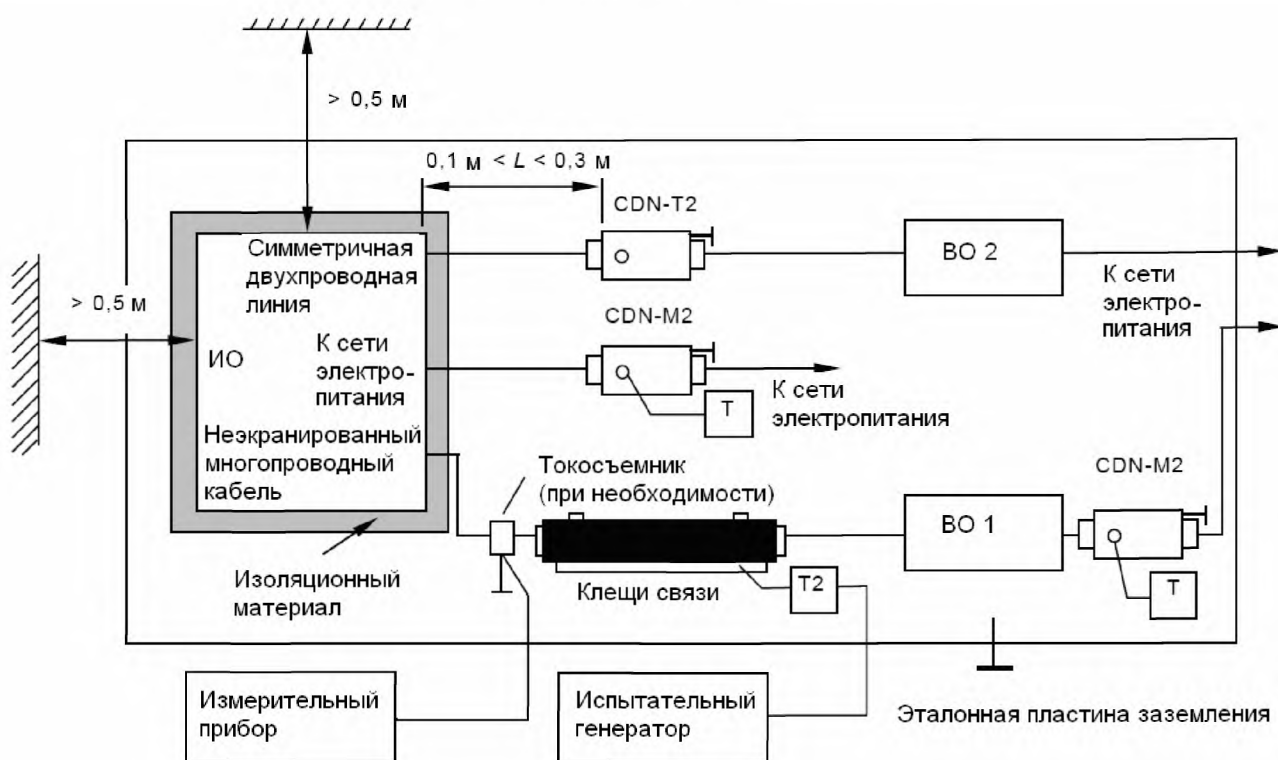 > 0,5 м
0,1 м < L < 0,3 м
CDN-T2
Симметричная
двухпроводная
линия
ВО 2
> 0,5 м
К сети
электро-
питания
CDN-M2
ИО
К сети
электро-
питания
Т
К сети
электропитания
Неэкранированный
многопроводный
кабель
Токосъемник
(при необходимости)
CDN-M2
ВО 1
Изоляционный
материал
Клещи связи
Т2
Т
Измерительный
прибор
Испытательный
генератор
Эталонная пластина заземления